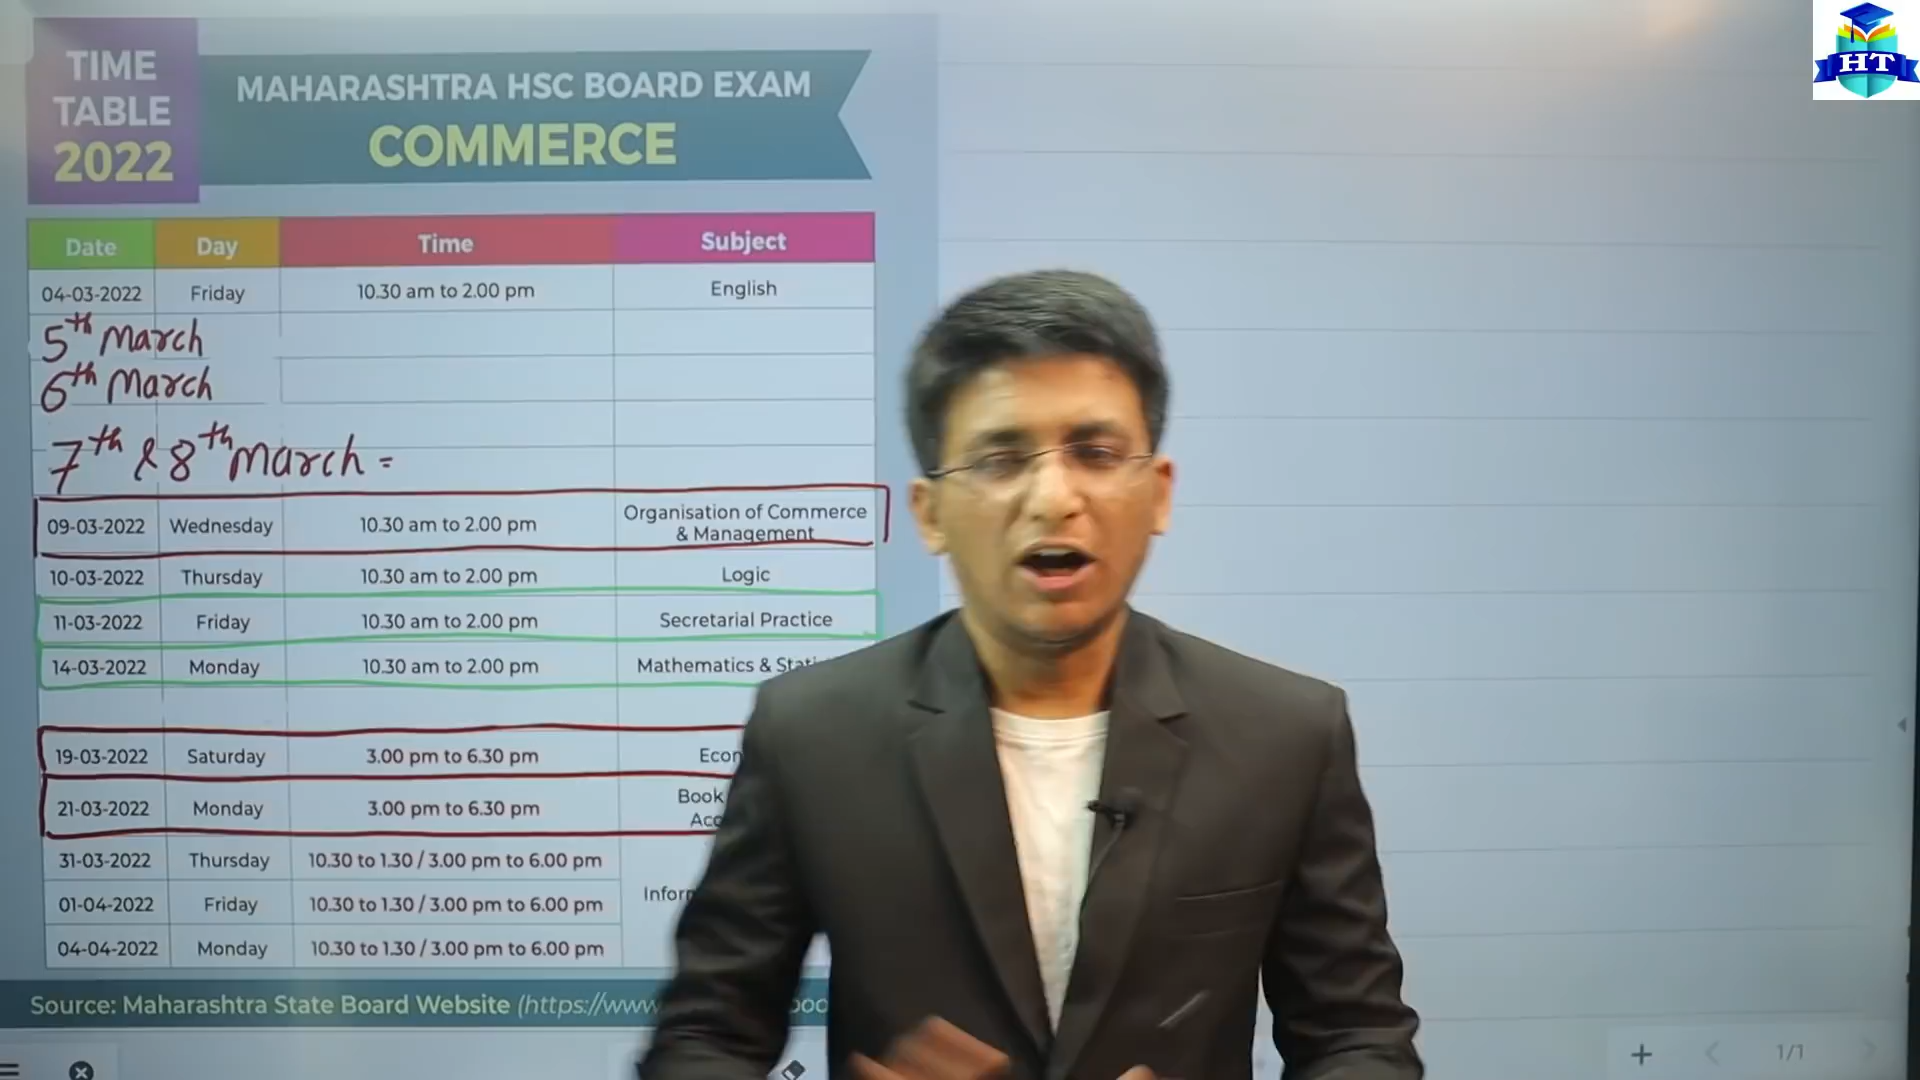 TIME
TABLE
2022
MAHARASHTRA HSC BOARD EXAM
COMMERCE
HT
Date Day Time Subject
04-03-2022 Friday 10.30 am to 2.00 pm English
5th March
6th March
7th & 8th March =
09-03-2022 Wednesday 10.30 am to 2.00 pm Organisation of Commerce
& Management
10-03-2022 Thursday 10.30 am to 2.00 pm Logic
11-03-2022 Friday 10.30 am to 2.00 pm Secretarial Practice
14-03-2022 Monday 10.30 am to 2.00 pm Mathematics &
19-03-2022 Saturday 3.00 pm to 6.30 pm
21-03-2022 Monday 3.00 pm to 6.30 pm Book
31-03-2022 Thursday 10.30 to 1.30 / 3.00 pm to 6.00 pm
01-04-2022 Friday 10.30 to 1.30 / 3.00 pm to 6.00 pm
04-04-2022 Monday 10.30 to 1.30 / 3.00 pm to 6.00 pm
Source: Maharashtra State Board Website (https://www
1/1